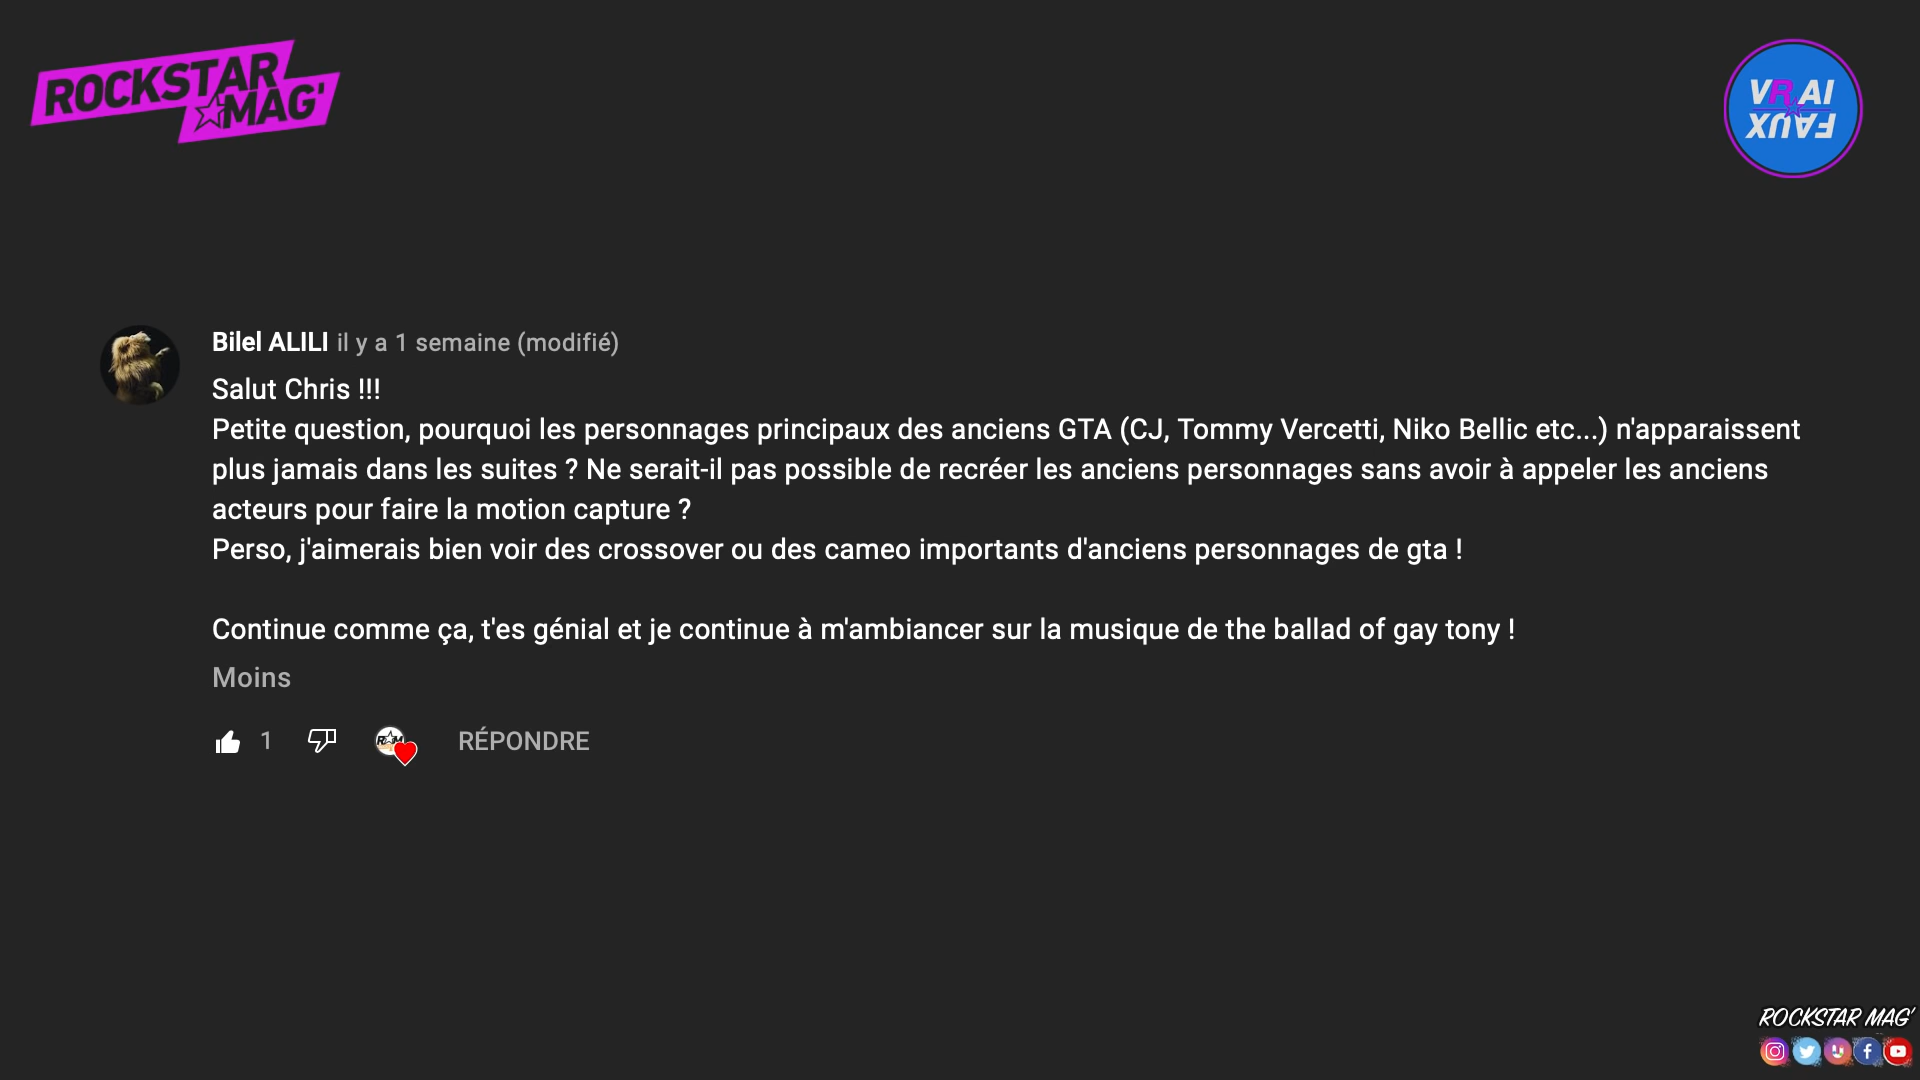 ROCKSTAR
MAG'
VRAI
FAUX
Bilel ALILI il y a 1 semaine (modifié)
Salut Chris !!!
Petite question, pourquoi les personnages principaux des anciens GTA (CJ, Tommy Vercetti, Niko Bellic etc...) n'apparaissent
plus jamais dans les suites ? Ne serait-il pas possible de recréer les anciens personnages sans avoir à appeler les anciens
acteurs pour faire la motion capture ?
Perso, j'aimerais bien voir des crossover ou des cameo importants d'anciens personnages de gta !
Continue comme ça, t'es génial et je continue à m'ambiancer sur la musique de the ballad of gay tony !
Moins
1 RÉPONDRE
ROCKSTAR MAG'